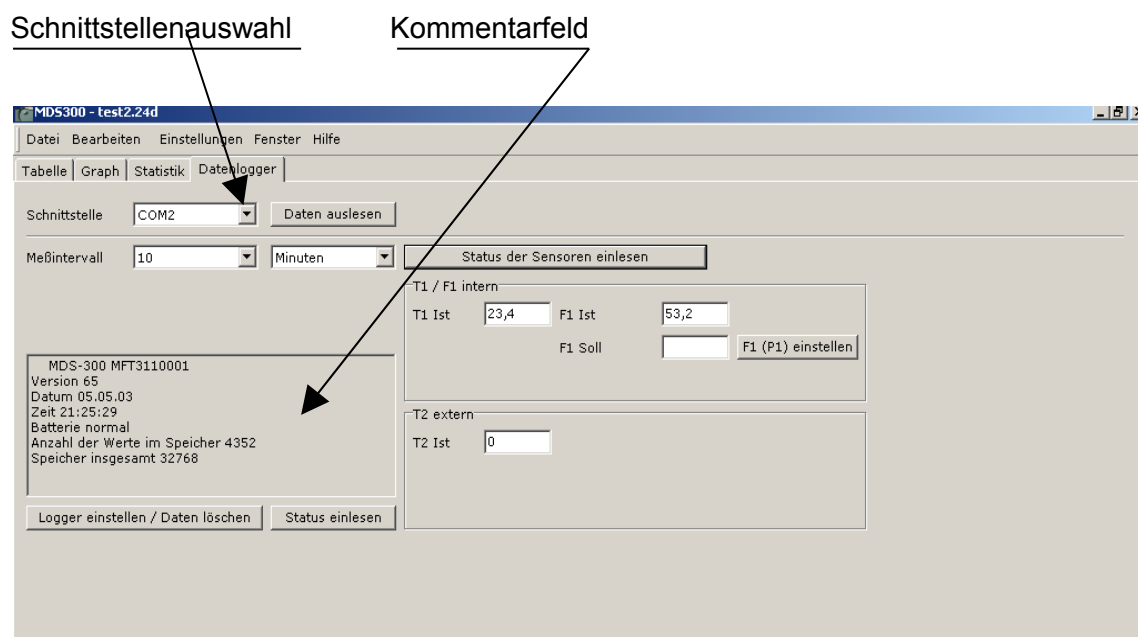 Schnittstellenauswahl Kommentarfeld
MDS300 - test2.24d
Datei Bearbeiten Einstellungen Fenster Hilfe
Tabelle Graph Statistik Datenlogger
Schnittstelle COM2 Daten auslesen
Meßintervall 10 Minuten Status der Sensoren einlesen
T1 / F1 intern
T1 Ist 23,4 F1 Ist 53,2
F1 Soll F1 (P1) einstellen
MDS-300 MFT3110001
Version 65
Datum 05.05.03
Zeit 21:25:29
Batterie normal
Anzahl der Werte im Speicher 4352
Speicher insgesamt 32768
T2 extern
T2 Ist 0
Logger einstellen / Daten löschen Status einlesen